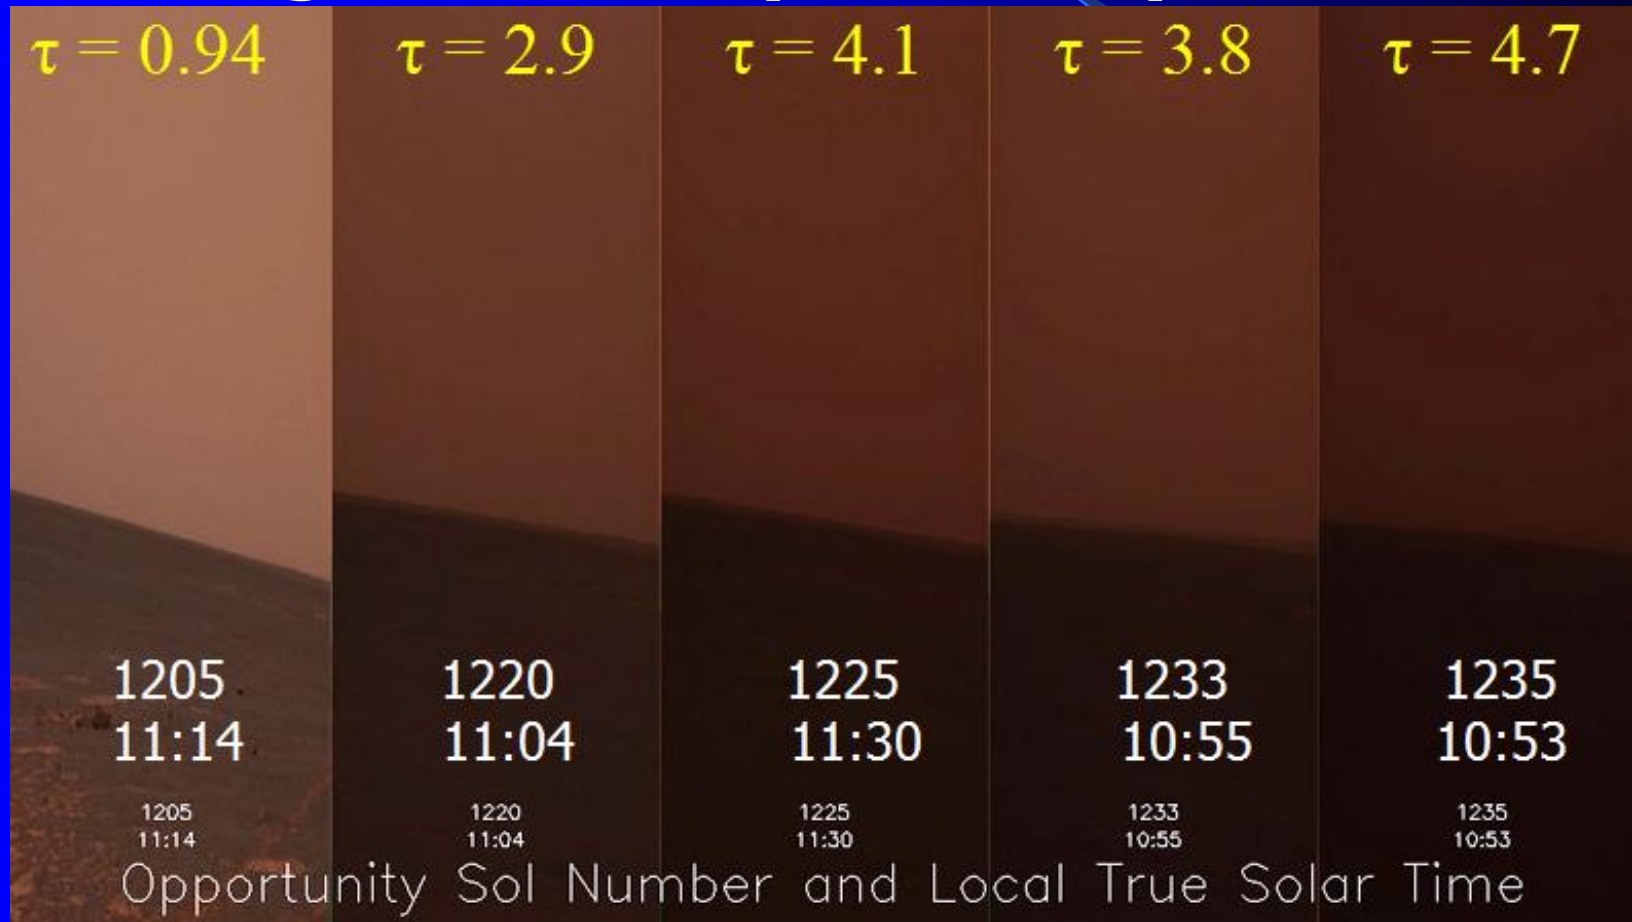 τ = 0.94 τ = 2.9 τ = 4.1 τ = 3.8 τ = 4.7
1205 1220 1225 1233 1235
11:14 11:04 11:30 10:55 10:53
1205 1220 1225 1233 1235
11:14 11:04 11:30 10:55 10:53
Opportunity Sol Number and Local True Solar Time